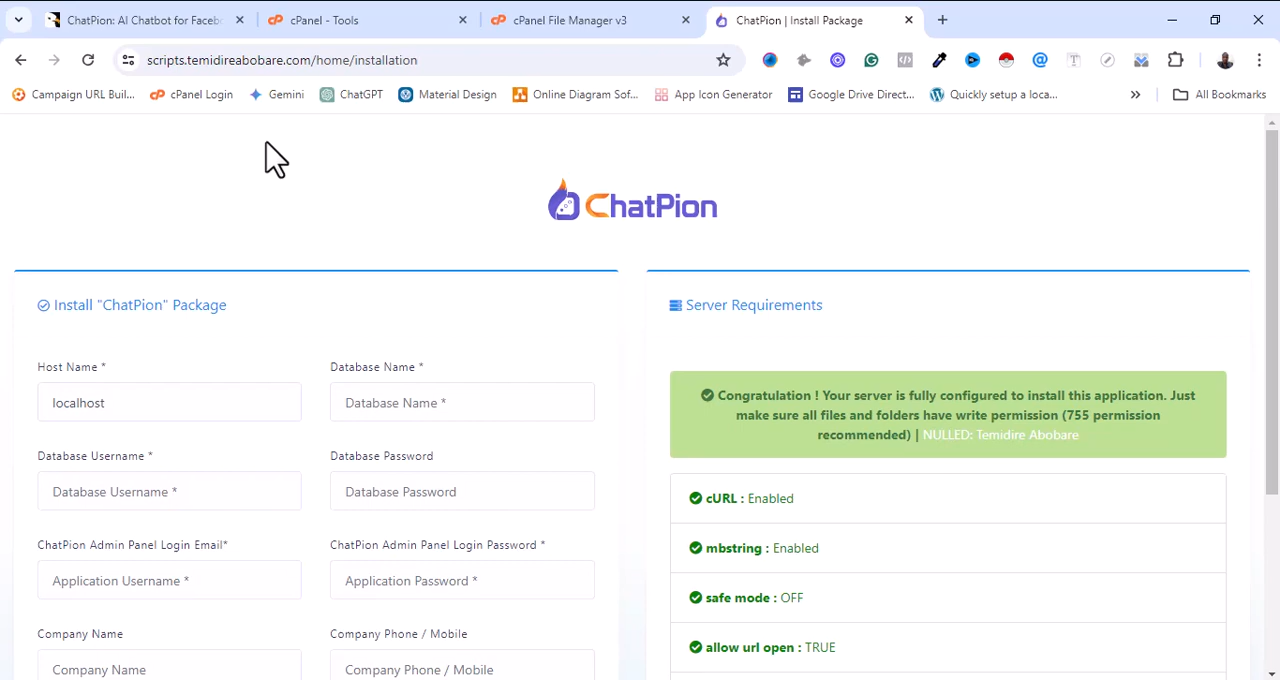 ChatPion: AI Chatbot for Facebo
cPanel - Tools
cPanel File Manager v3
ChatPion | Install Package
scripts.temidireabobare.com/home/installation
Campaign URL Buil...
cPanel Login
Gemini
ChatGPT
Material Design
Online Diagram Sof...
App Icon Generator
Google Drive Direct...
Quickly setup a loca...
All Bookmarks
ChatPion
Install "ChatPion" Package
Host Name *
Database Name *
localhost
Database Name *
Database Username *
Database Password
Database Username *
Database Password
ChatPion Admin Panel Login Email*
ChatPion Admin Panel Login Password *
Application Username *
Application Password *
Company Name
Company Phone / Mobile
Company Name
Company Phone / Mobile
Server Requirements
Congratulation ! Your server is fully configured to install this application. Just
make sure all files and folders have write permission (755 permission
recommended) | NULLED: Temidire Abobare
cURL : Enabled
mbstring : Enabled
safe mode : OFF
allow url open : TRUE